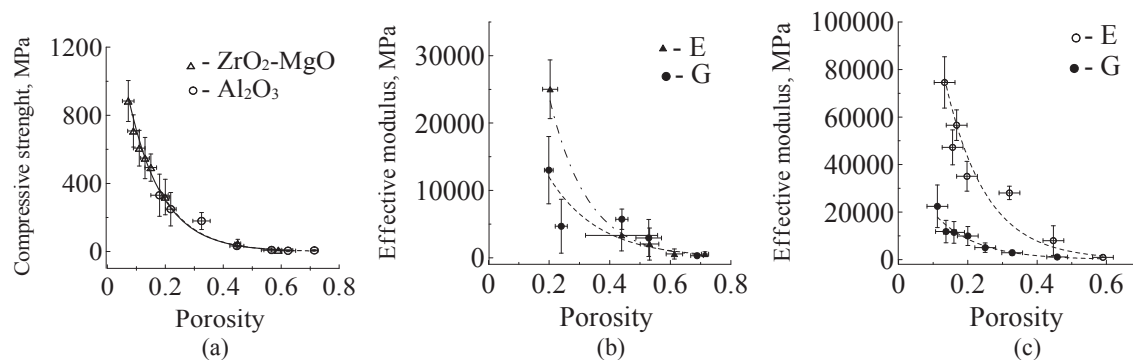 Compressive strenght, MPa
1200
800
400
0
0 0.2 0.4 0.6 0.8
Porosity
(a)
- ZrO₂-MgO
- Al₂O₃
Effective modulus, MPa
30000
20000
10000
0
0 0.2 0.4 0.6 0.8
Porosity
(b)
- E
- G
Effective modulus, MPa
100000
80000
60000
40000
20000
0
0 0.2 0.4 0.6
Porosity
(c)
- E
- G